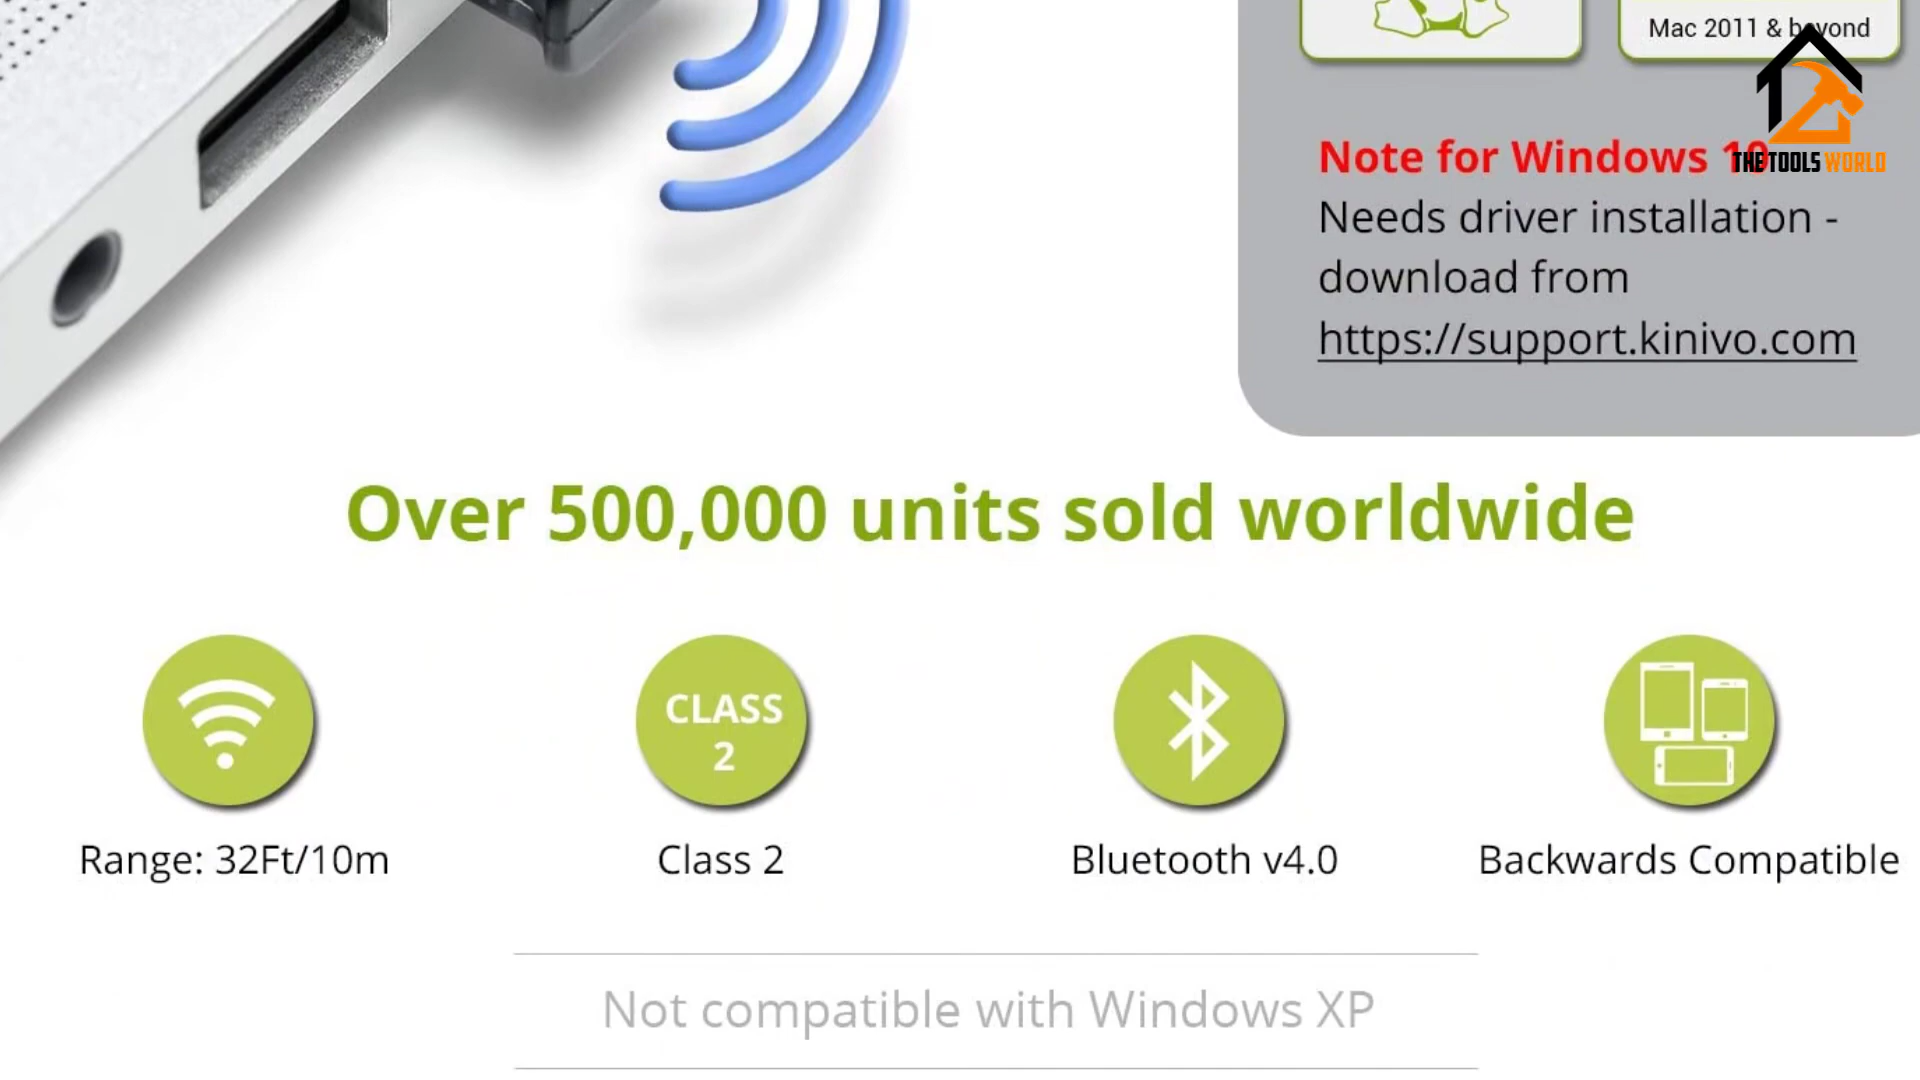 Mac 2011 & beyond
THE TOOLS WORLD
Note for Windows 10
Needs driver installation -
download from
https://support.kinivo.com
Over 500,000 units sold worldwide
CLASS
2
Range: 32Ft/10m
Class 2
Bluetooth v4.0
Backwards Compatible
Not compatible with Windows XP